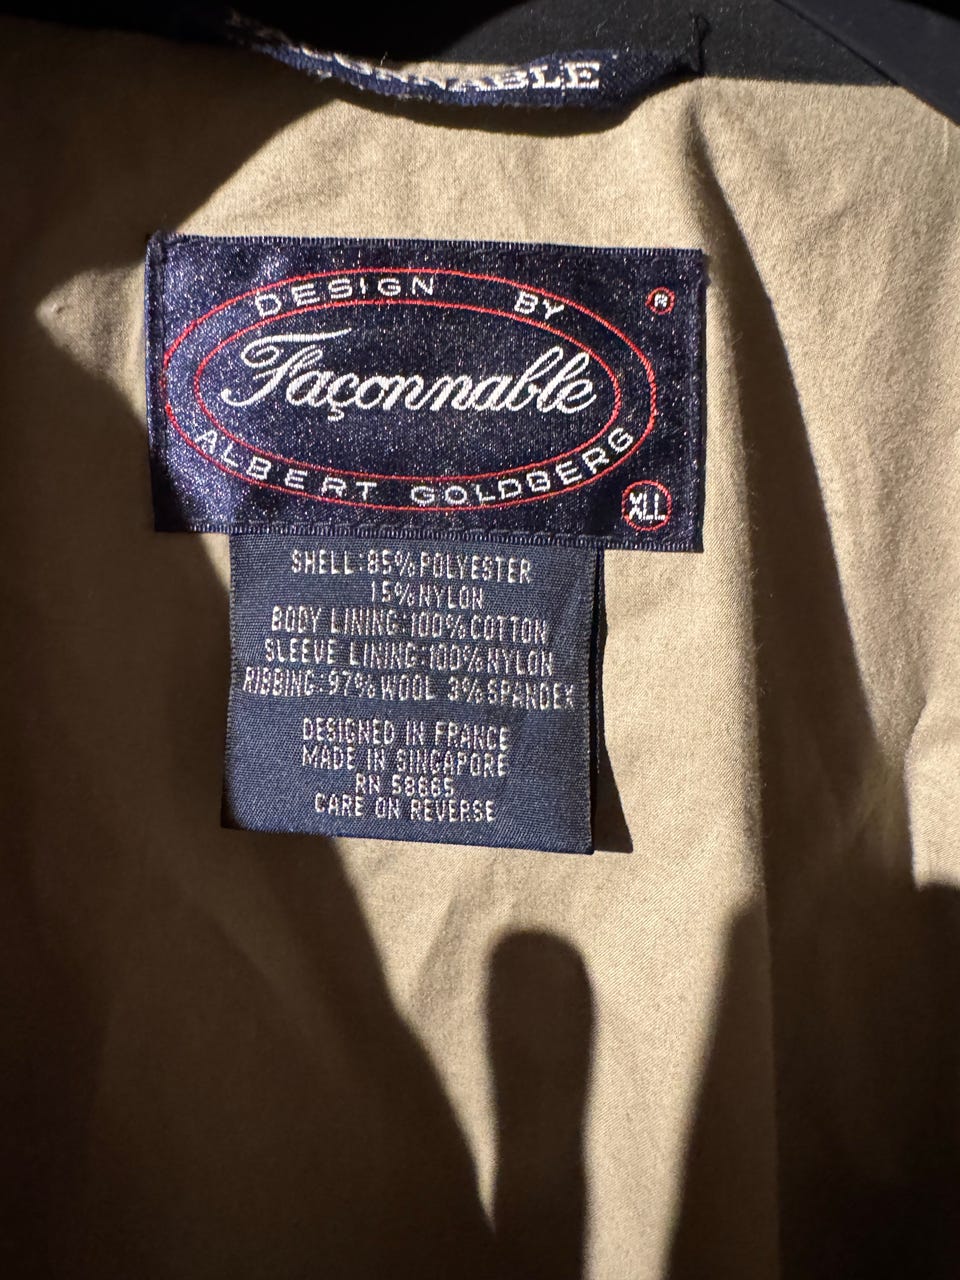 DESIGN BY
®
Façonnable
ALBERT GOLDBERG
XLL
SHELL: 85% POLYESTER
15% NYLON
BODY LINING: 100% COTTON
SLEEVE LINING: 100% NYLON
RIBBING: 97% WOOL 3% SPANDEX
DESIGNED IN FRANCE
MADE IN SINGAPORE
RN 58665
CARE ON REVERSE